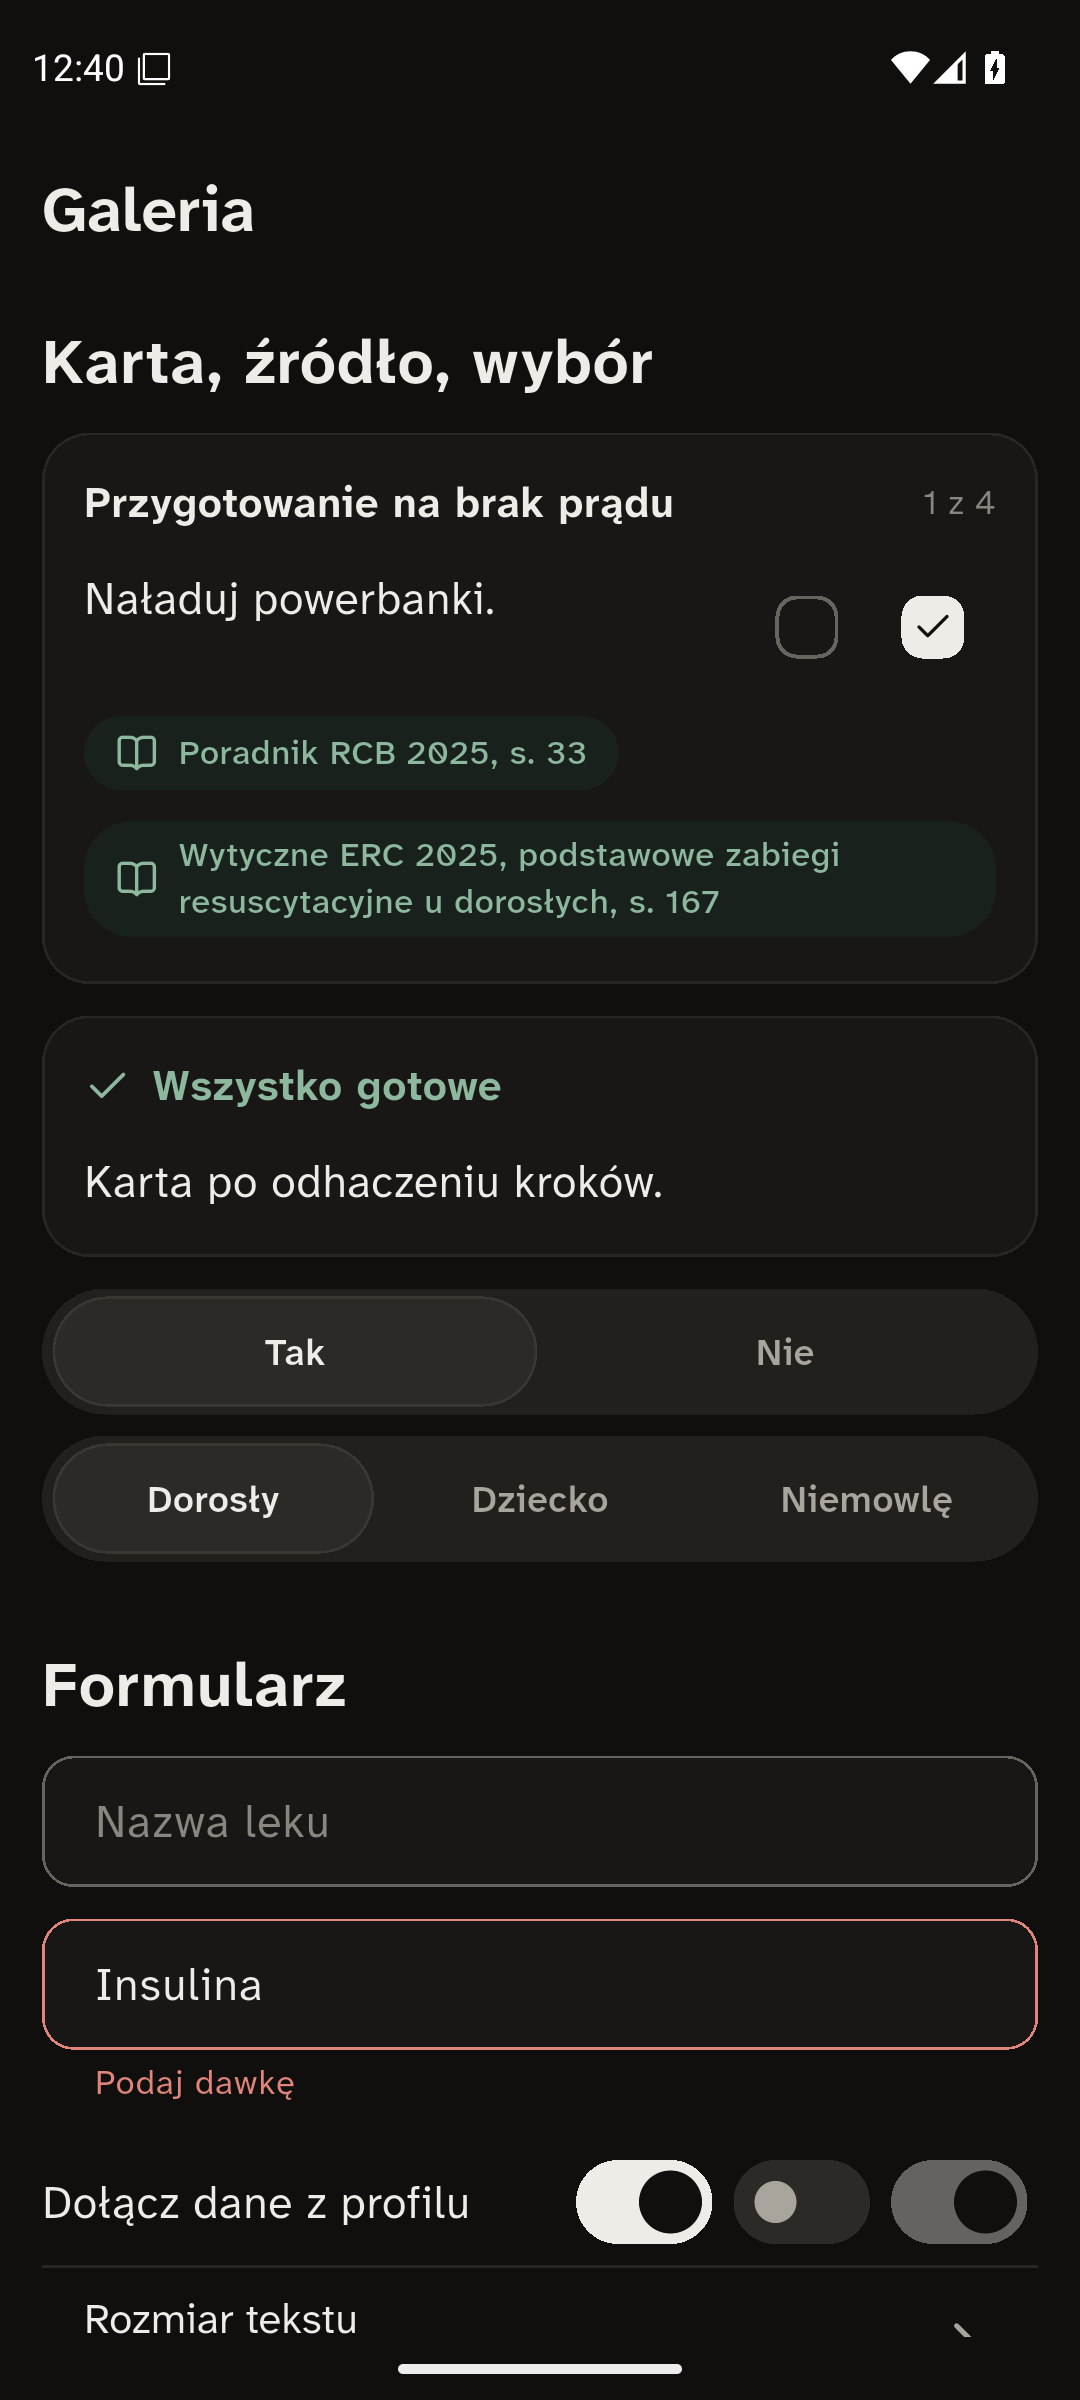 12:40
Galeria
Karta, źródło, wybór
Przygotowanie na brak prądu
1 z 4
Naładuj powerbanki.
Poradnik RCB 2025, s. 33
Wytyczne ERC 2025, podstawowe zabiegi
resuscytacyjne u dorosłych, s. 167
Wszystko gotowe
Karta po odhaczeniu kroków.
Tak
Nie
Dorosły
Dziecko
Niemowlę
Formularz
Nazwa leku
Insulina
Podaj dawkę
Dołącz dane z profilu
Rozmiar tekstu